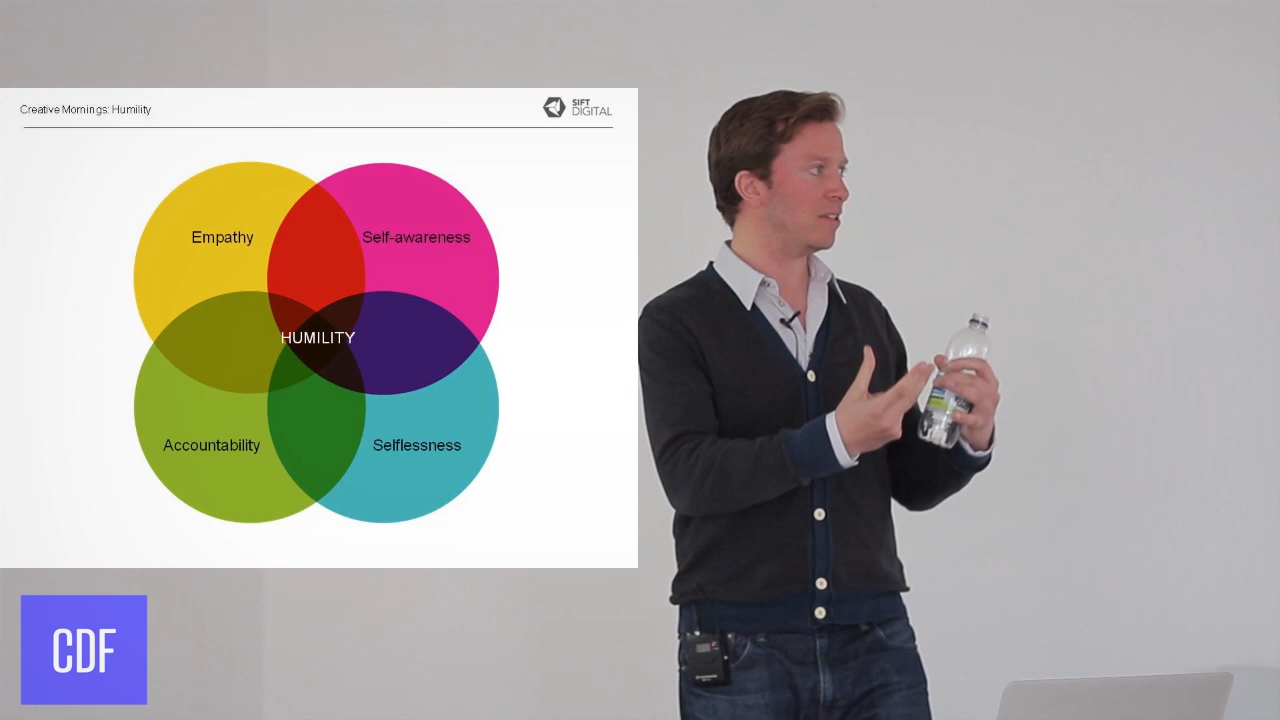 Creative Mornings: Humility
SIFT
DIGITAL
Empathy
Self-awareness
HUMILITY
Accountability
Selflessness
CDF